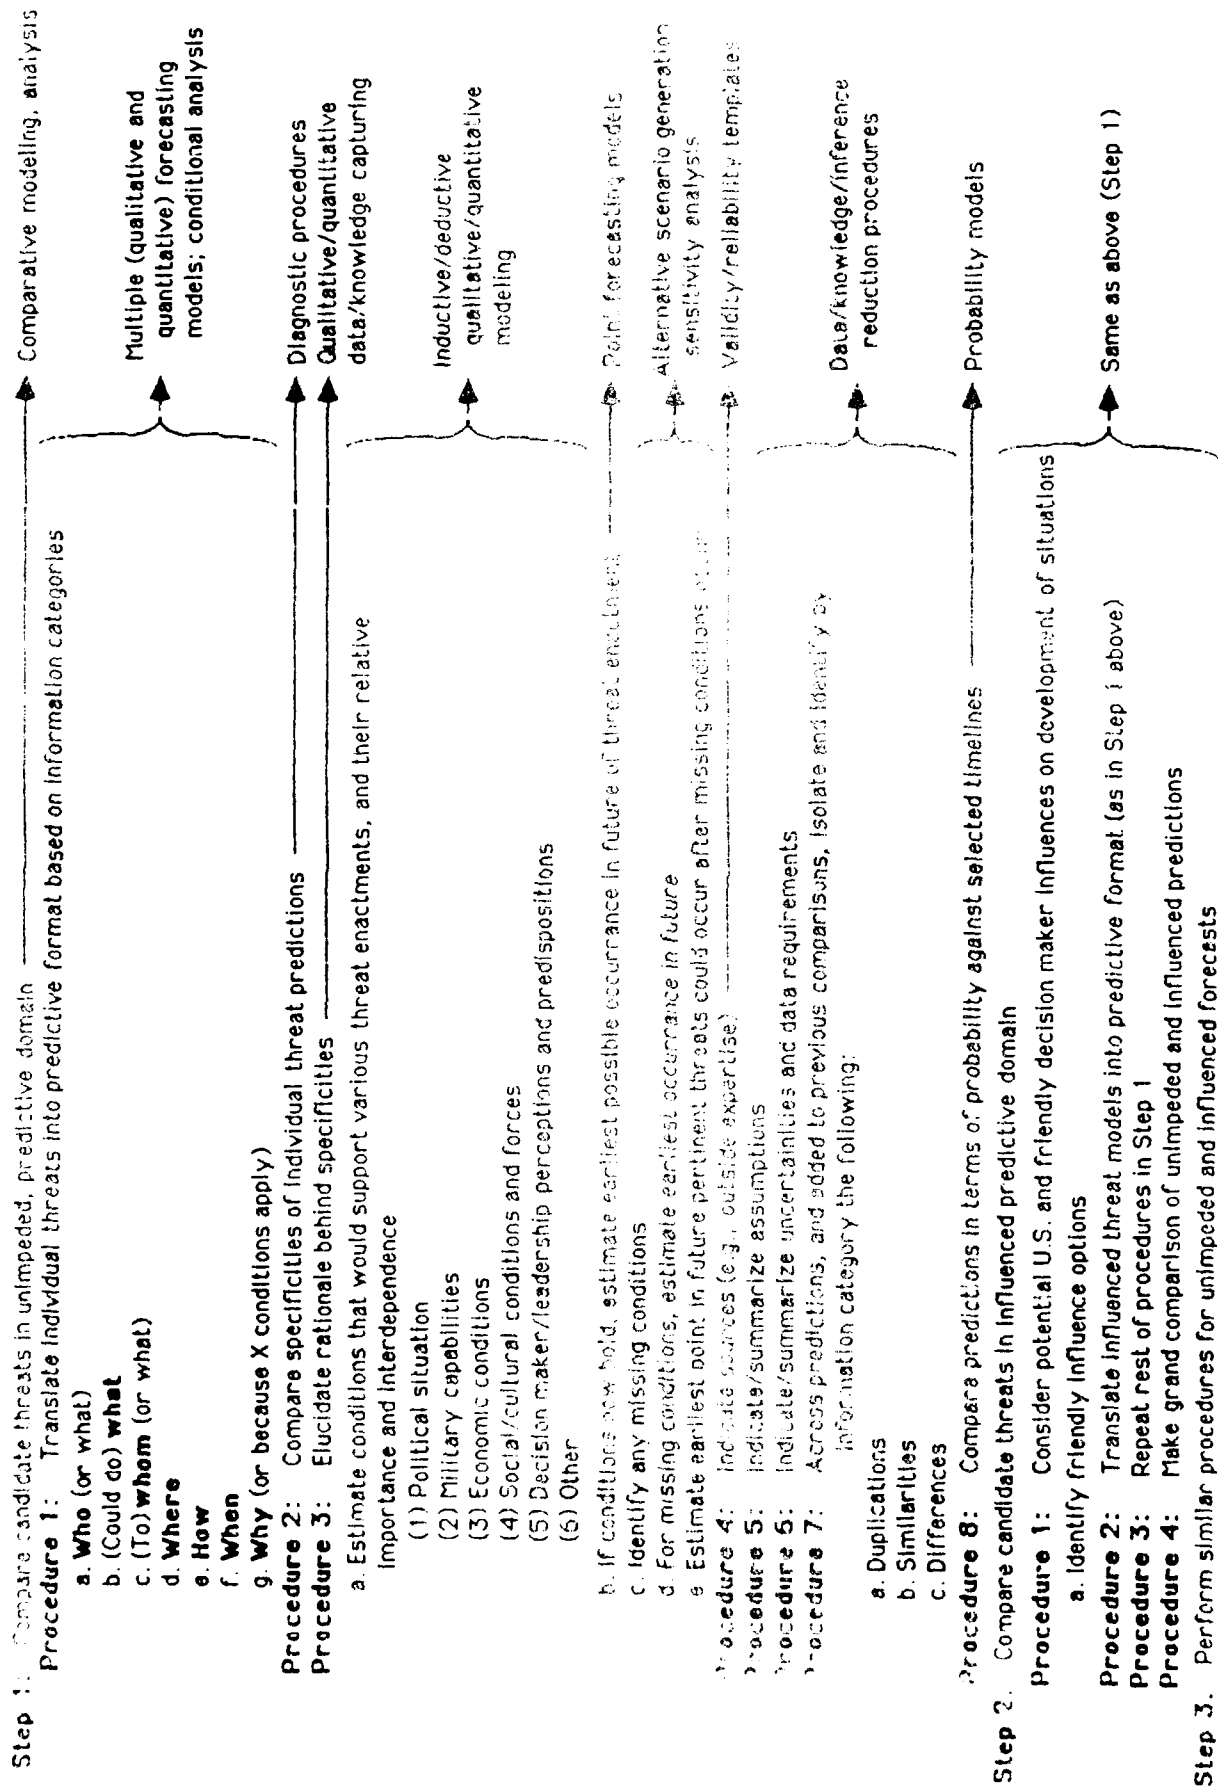 Step 1: Compare candidate threats in unimpeded, predictive domain Comparative modeling, analysis
Procedure 1: Translate individual threats into predictive format based on information categories
a. Who (or what)
b. (Could do) what
c. (To) whom (or what)
d. Where
e. How
f. When
g. Why (or because X conditions apply)
Multiple (qualitative and
quantitative) forecasting
models; conditional analysis
Procedure 2: Compare specificities of individual threat predictions Diagnostic procedures
Procedure 3: Elucidate rationale behind specificities Qualitative/quantitative
data/knowledge capturing
a. Estimate conditions that would support various threat enactments, and their relative
importance and interdependence
(1) Political situation
(2) Military capabilities
(3) Economic conditions
(4) Social/cultural conditions and forces
(5) Decision maker/leadership perceptions and predispositions
(6) Other
Inductive/deductive
qualitative/quantitative
modeling
b. If conditions now hold, estimate earliest possible occurrance in future of threat enactment Point forecasting models
c. Identify any missing conditions
d. For missing conditions, estimate earliest occurrance in future
e Estimate earliest point in future pertinent threats could occur after missing conditions occur
Alternative scenario generation
sensitivity analysis
Procedure 4: Indicate sources (e.g., outside expertise) Validity/reliability templates
Procedure 5: Indicate/summarize assumptions
Procedure 6: Indicate/summarize uncertainities and data requirements
Procedure 7: Across predictions, and added to previous comparisons, isolate and identify by
information category the following:
a. Duplications
b. Similarities
c. Differences
Data/knowledge/inference
reduction procedures
Procedure 8: Compare predictions in terms of probability against selected timelines Probability models
Step 2. Compare candidate threats in influenced predictive domain
Procedure 1: Consider potential U.S. and friendly decision maker influences on development of situations
a. Identify friendly influence options
Procedure 2: Translate influenced threat models into predictive format (as in Step 1 above)
Procedure 3: Repeat rest of procedures in Step 1
Procedure 4: Make grand comparison of unimpeded and influenced predictions
Same as above (Step 1)
Step 3. Perform similar procedures for unimpeded and influenced forecasts